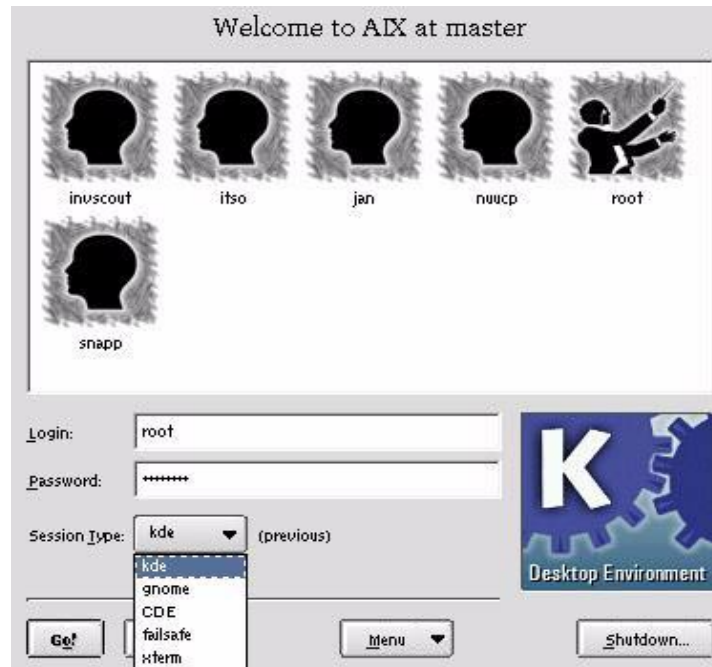 Welcome to AIX at master
invscout itso jan nuucp root
snapp
Login: root
Password: ********
Session Type: kde (previous)
kde
gnome
CDE
failsafe
xterm
K
Desktop Environment
Go!
Menu
Shutdown...